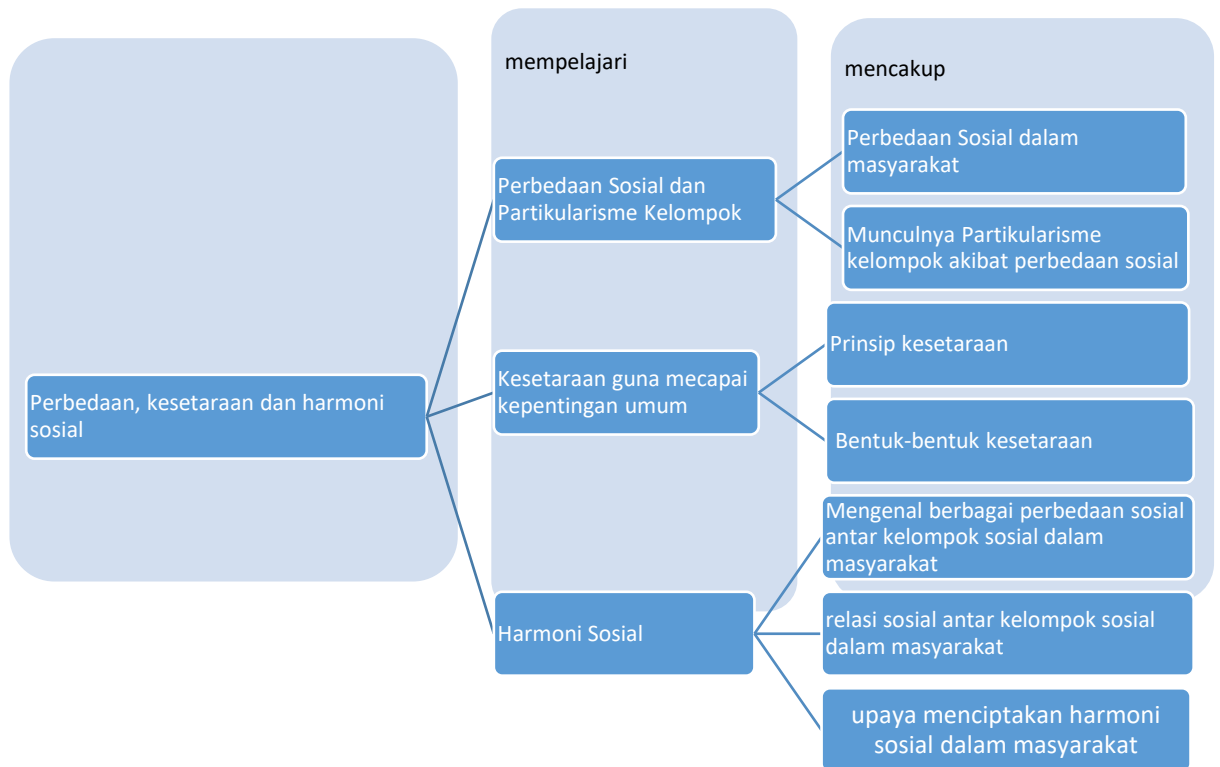 mempelajari
mencakup
Perbedaan Sosial dalam
masyarakat
Perbedaan Sosial dan
Partikularisme Kelompok
Munculnya Partikularisme
kelompok akibat perbedaan sosial
Prinsip kesetaraan
Perbedaan, kesetaraan dan harmoni
sosial
Kesetaraan guna mecapai
kepentingan umum
Bentuk-bentuk kesetaraan
Mengenal berbagai perbedaan sosial
antar kelompok sosial dalam
masyarakat
Harmoni Sosial
relasi sosial antar kelompok sosial
dalam masyarakat
upaya menciptakan harmoni
sosial dalam masyarakat